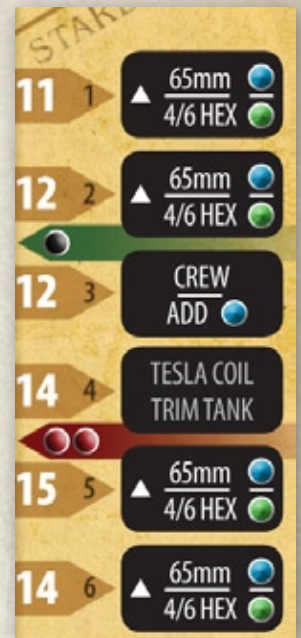 STAR
11 1 65mm
4/6 HEX
12 2 65mm
4/6 HEX
12 3 CREW
ADD
14 4 TESLA COIL
TRIM TANK
15 5 65mm
4/6 HEX
14 6 65mm
4/6 HEX